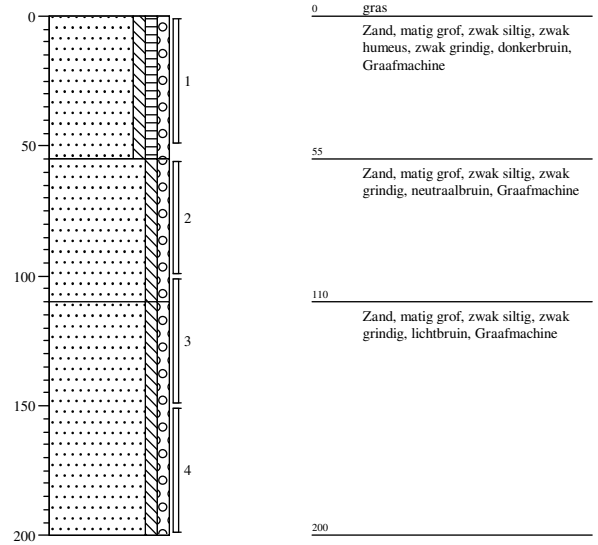 0
50
100
150
200
1
2
3
4
0
gras
Zand, matig grof, zwak siltig, zwak
humeus, zwak grindig, donkerbruin,
Graafmachine
55
Zand, matig grof, zwak siltig, zwak
grindig, neutraalbruin, Graafmachine
110
Zand, matig grof, zwak siltig, zwak
grindig, lichtbruin, Graafmachine
200